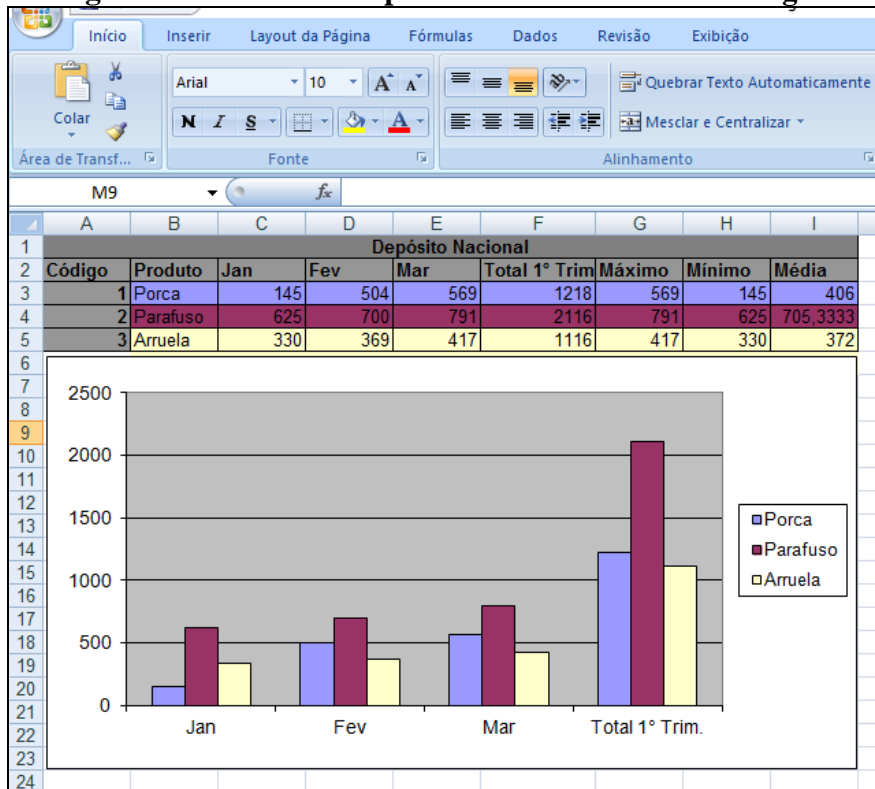 Início Inserir Layout da Página Fórmulas Dados Revisão Exibição
Arial 10 A A Quebrar Texto Automaticamente
Colar N I S A Mesclar e Centralizar
Área de Transf... Fonte Alinhamento
M9 fx
A B C D E F G H I
1 Depósito Nacional
2 Código Produto Jan Fev Mar Total 1° Trim Máximo Mínimo Média
3 1 Porca 145 504 569 1218 569 145 406
4 2 Parafuso 625 700 791 2116 791 625 705,3333
5 3 Arruela 330 369 417 1116 417 330 372
6
7
8
9
10
11
12
13
14
15
16
17
18
19
20
21
22
23
24
2500
2000
1500
1000
500
0
Jan Fev Mar Total 1° Trim.
Porca
Parafuso
Arruela